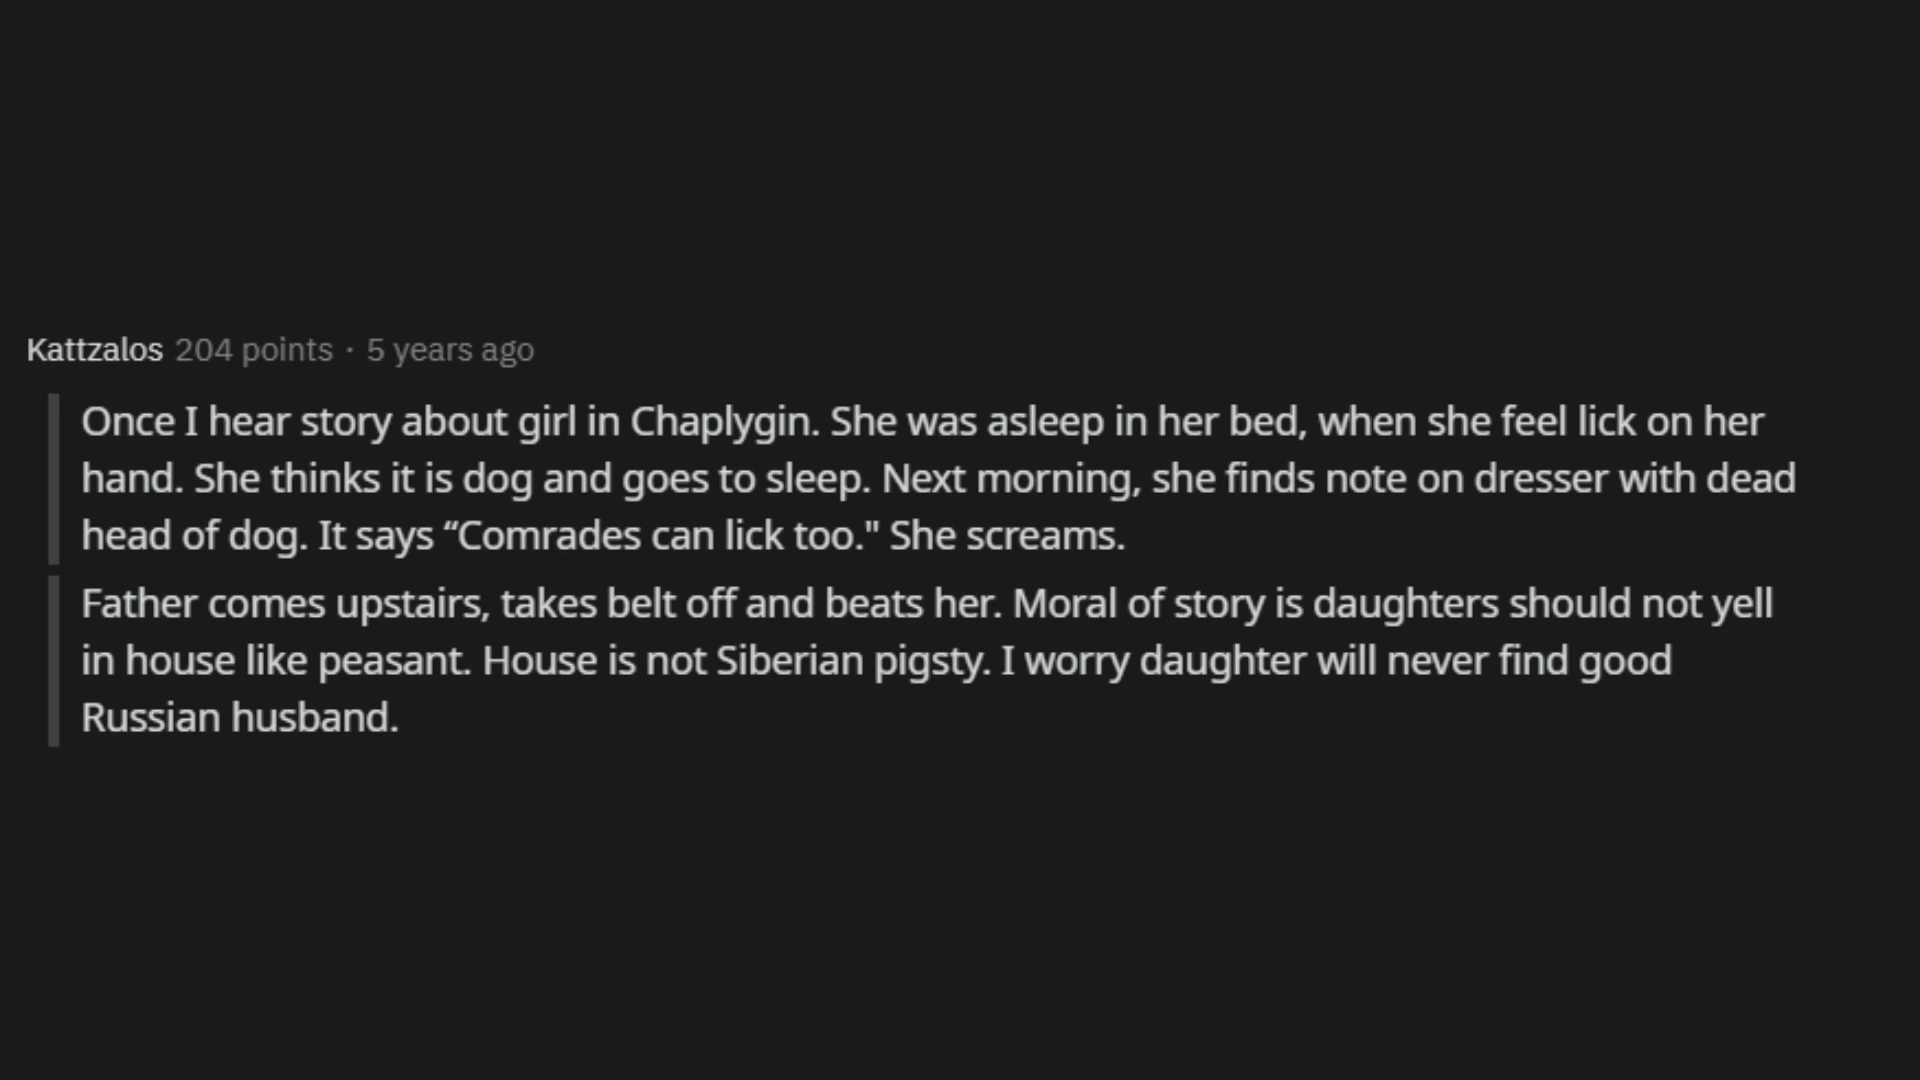 Kattzalos 204 points · 5 years ago
Once I hear story about girl in Chaplygin. She was asleep in her bed, when she feel lick on her
hand. She thinks it is dog and goes to sleep. Next morning, she finds note on dresser with dead
head of dog. It says “Comrades can lick too." She screams.
Father comes upstairs, takes belt off and beats her. Moral of story is daughters should not yell
in house like peasant. House is not Siberian pigsty. I worry daughter will never find good
Russian husband.